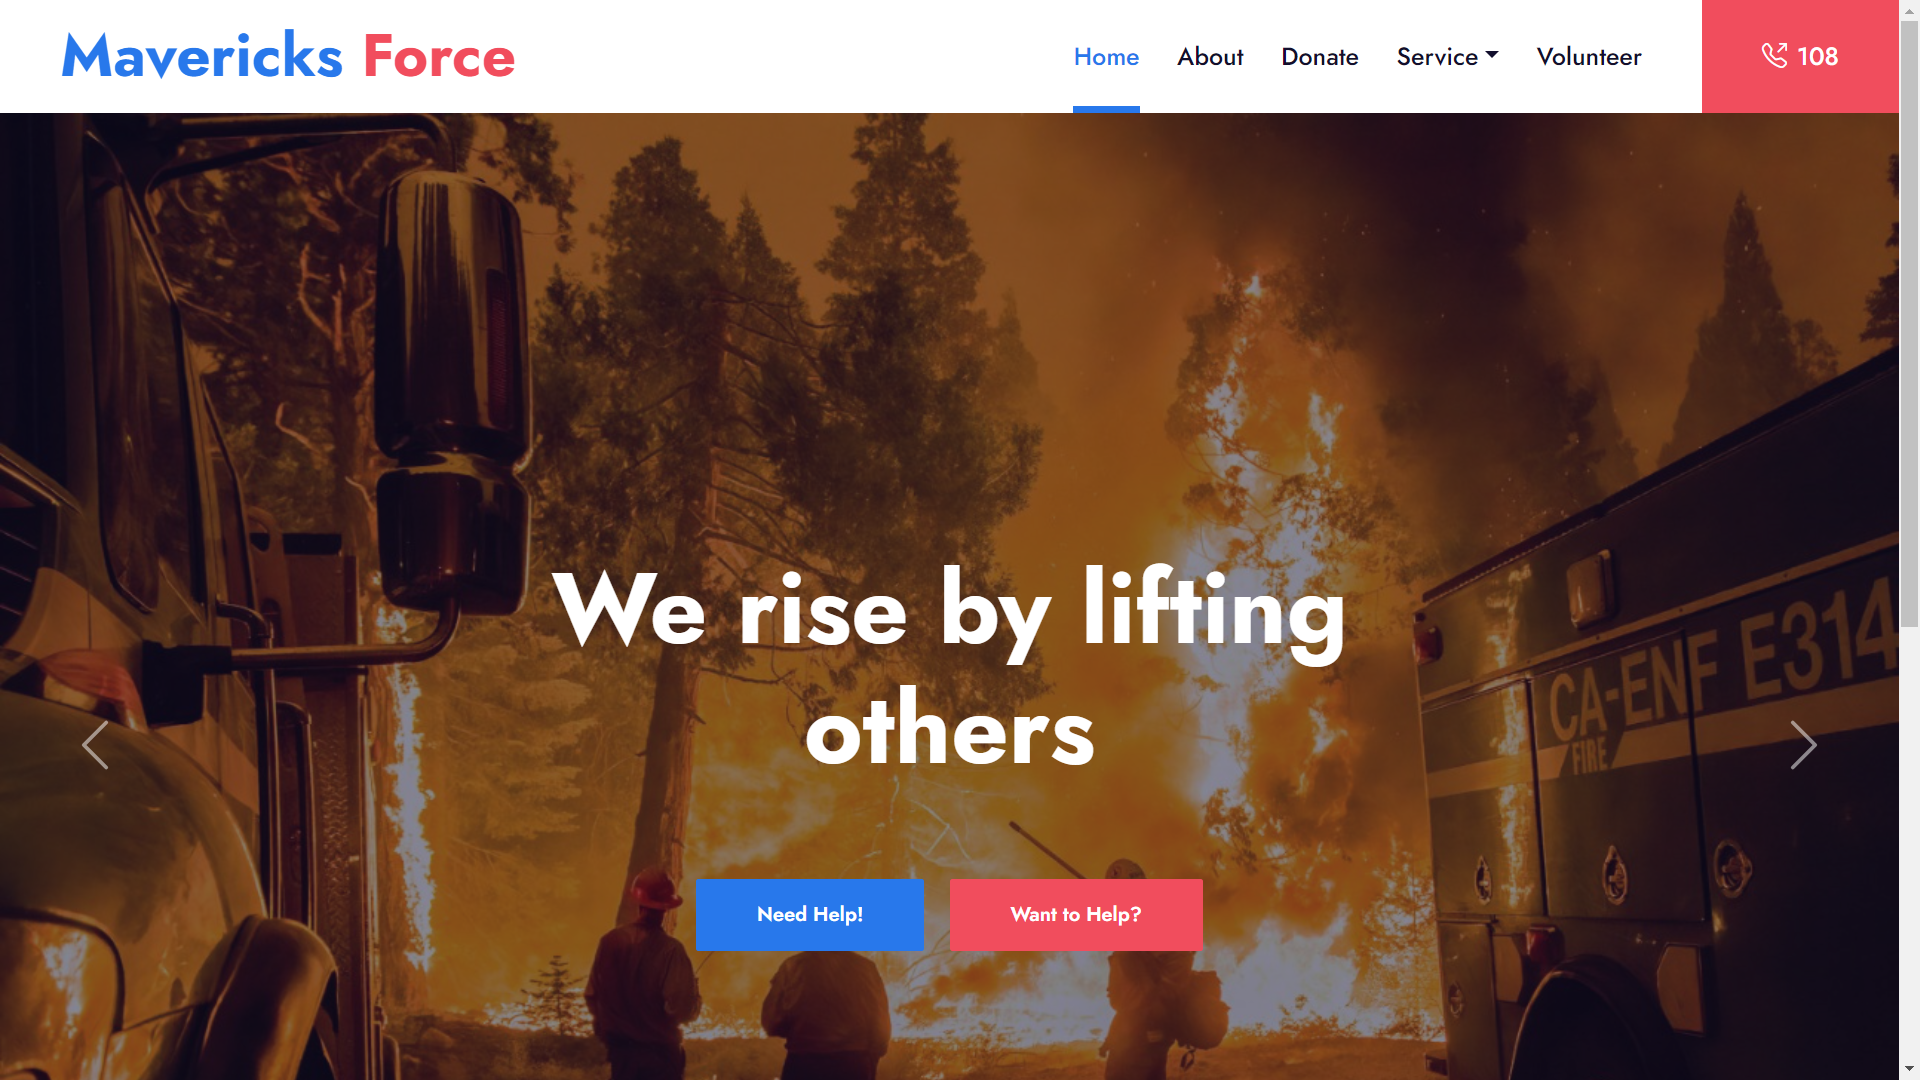 Mavericks Force
Home About Donate Service Volunteer 108
We rise by lifting
others
CA-ENF E314
FIRE
Need Help! Want to Help?